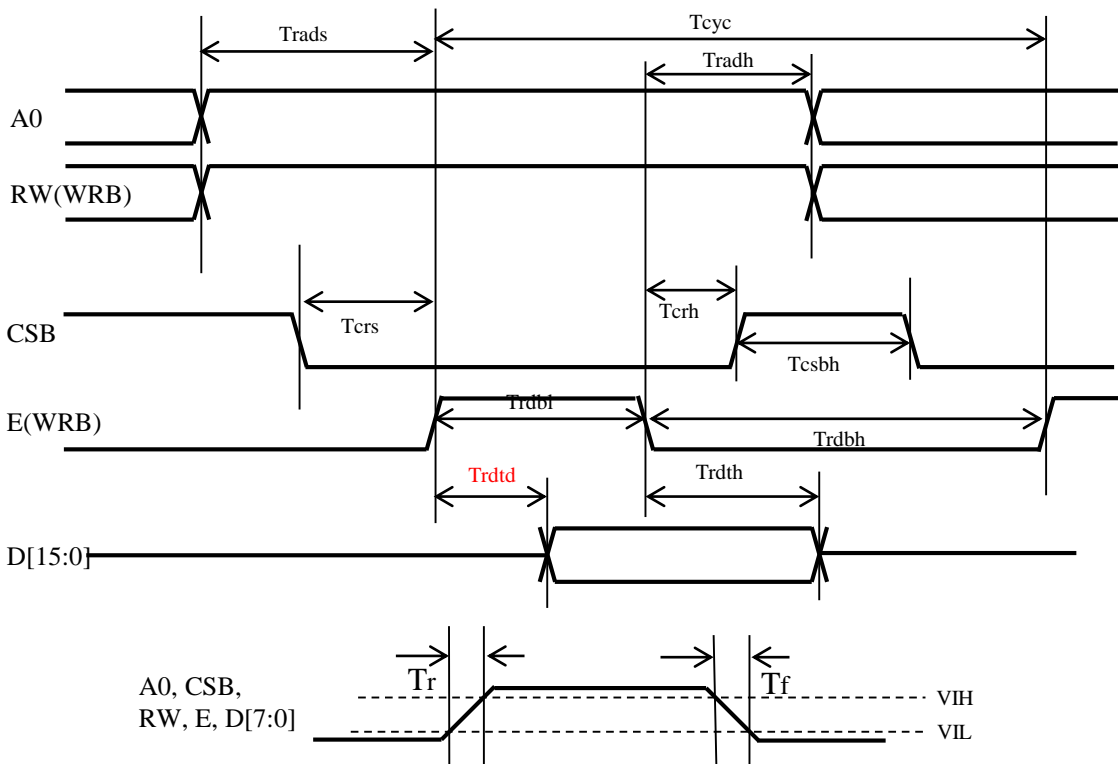 Trads
Tcyc
Tradh
A0
RW(WRB)
Tcrs
Tcrh
CSB
Tcsbh
Trdbl
E(WRB)
Trdbh
Trdtd
Trdth
D[15:0]
Tr
Tf
A0, CSB,
RW, E, D[7:0]
VIH
VIL